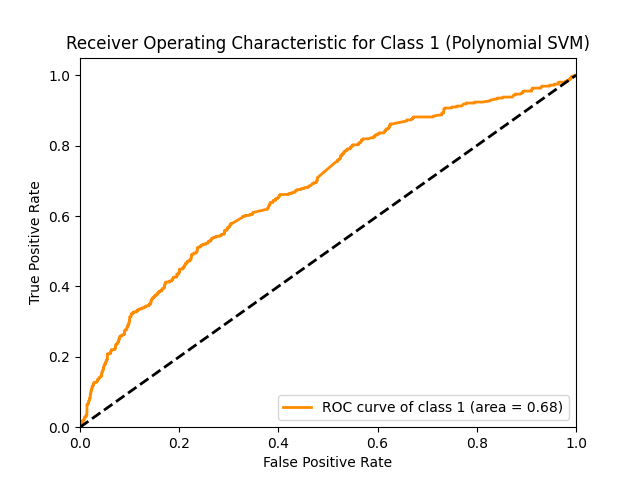 Receiver Operating Characteristic for Class 1 (Polynomial SVM)
1.0
0.8
0.6
0.4
0.2
0.0
True Positive Rate
ROC curve of class 1 (area = 0.68)
0.0 0.2 0.4 0.6 0.8 1.0
False Positive Rate